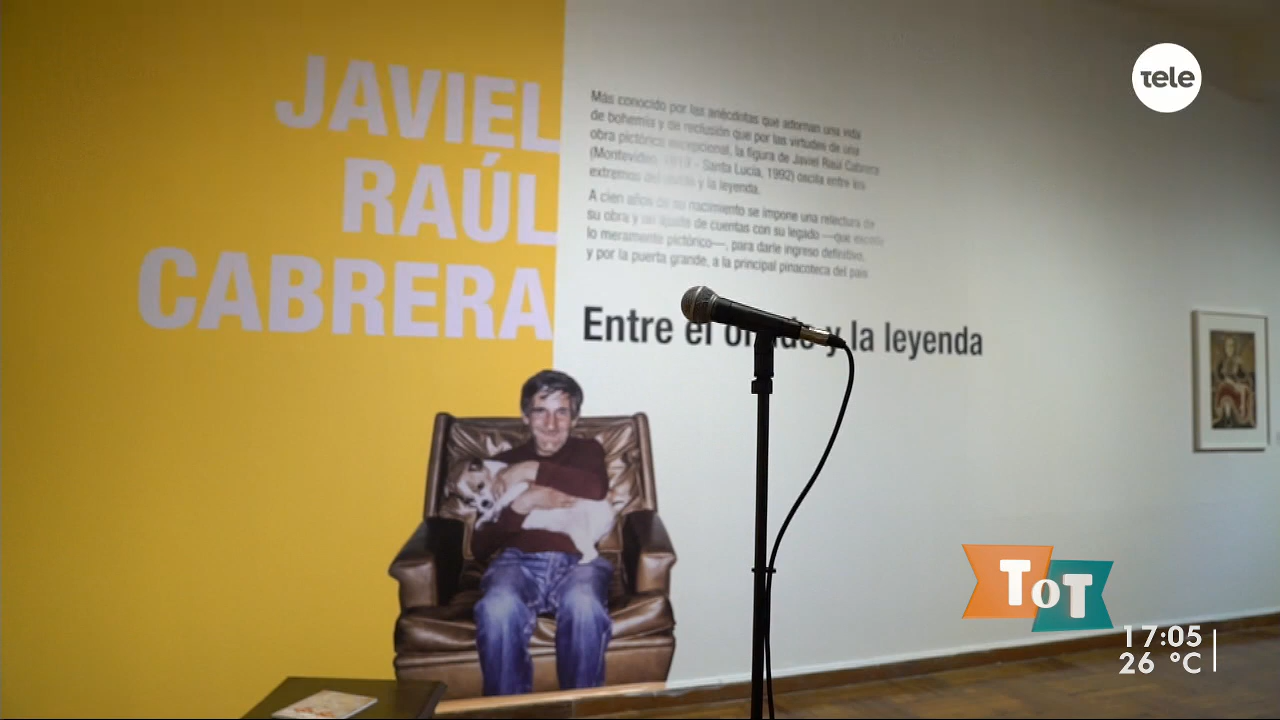 JAVIEL
RAÚL
CABRERA
Más conocido por las anécdotas que adornan una vida
de bohemia y de reclusión que por las virtudes de una
obra pictórica excepcional, la figura de Javiel Raúl Cabrera
(Montevideo, 1919 - Santa Lucía, 1992) oscila entre los
extremos del olvido y la leyenda.
A cien años de su nacimiento se impone una relectura de
su obra y un ajuste de cuentas con su legado —que excede
lo meramente pictórico—, para darle ingreso definitivo,
y por la puerta grande, a la principal pinacoteca del país
Entre el olvido y la leyenda
tele
TOT
17:05
26 °C